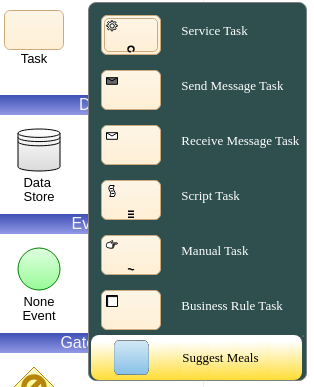 Task
Service Task
Send Message Task
D
Receive Message Task
Data
Store
Script Task
Ev
Manual Task
None
Event
Business Rule Task
Gate
Suggest Meals